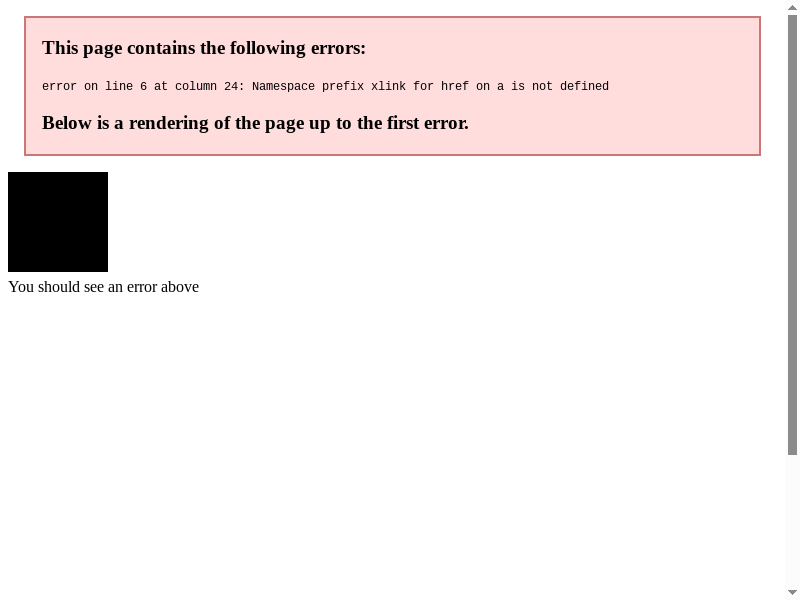 This page contains the following errors:
error on line 6 at column 24: Namespace prefix xlink for href on a is not defined
Below is a rendering of the page up to the first error.
You should see an error above